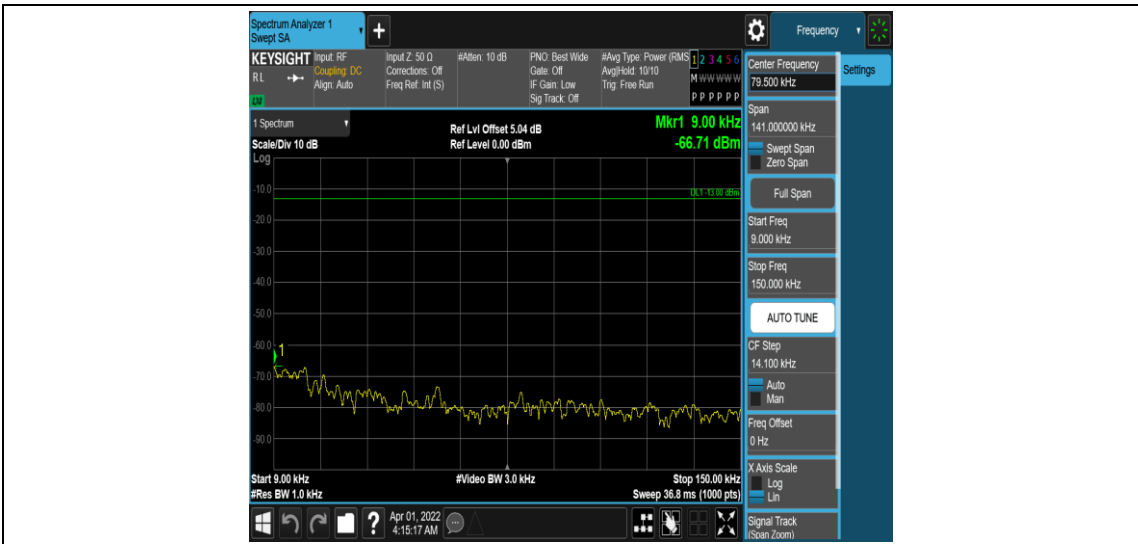 Spectrum Analyzer 1
Swept SA
+
Frequency
KEYSIGHT
RL
LXI
Input: RF
Coupling: DC
Align: Auto
Input Z: 50 Ω
Corrections: Off
Freq Ref: Int (S)
#Atten: 10 dB
PNO: Best Wide
Gate: Off
IF Gain: Low
Sig Track: Off
#Avg Type: Power (RMS
Avg|Hold: 10/10
Trig: Free Run
1 2 3 4 5 6
M W W W W W
P P P P P P
1 Spectrum
Scale/Div 10 dB
Log
Ref Lvl Offset 5.04 dB
Ref Level 0.00 dBm
Mkr1 9.00 kHz
-66.71 dBm
DL1 -13.00 dBm
-10.0
-20.0
-30.0
-40.0
-50.0
-60.0
-70.0
-80.0
-90.0
1
Start 9.00 kHz
#Res BW 1.0 kHz
#Video BW 3.0 kHz
Stop 150.00 kHz
Sweep 36.8 ms (1000 pts)
?
Apr 01, 2022
4:15:17 AM
Center Frequency
79.500 kHz
Settings
Span
141.000000 kHz
Swept Span
Zero Span
Full Span
Start Freq
9.000 kHz
Stop Freq
150.000 kHz
AUTO TUNE
CF Step
14.100 kHz
Auto
Man
Freq Offset
0 Hz
X Axis Scale
Log
Lin
Signal Track
(Span Zoom)